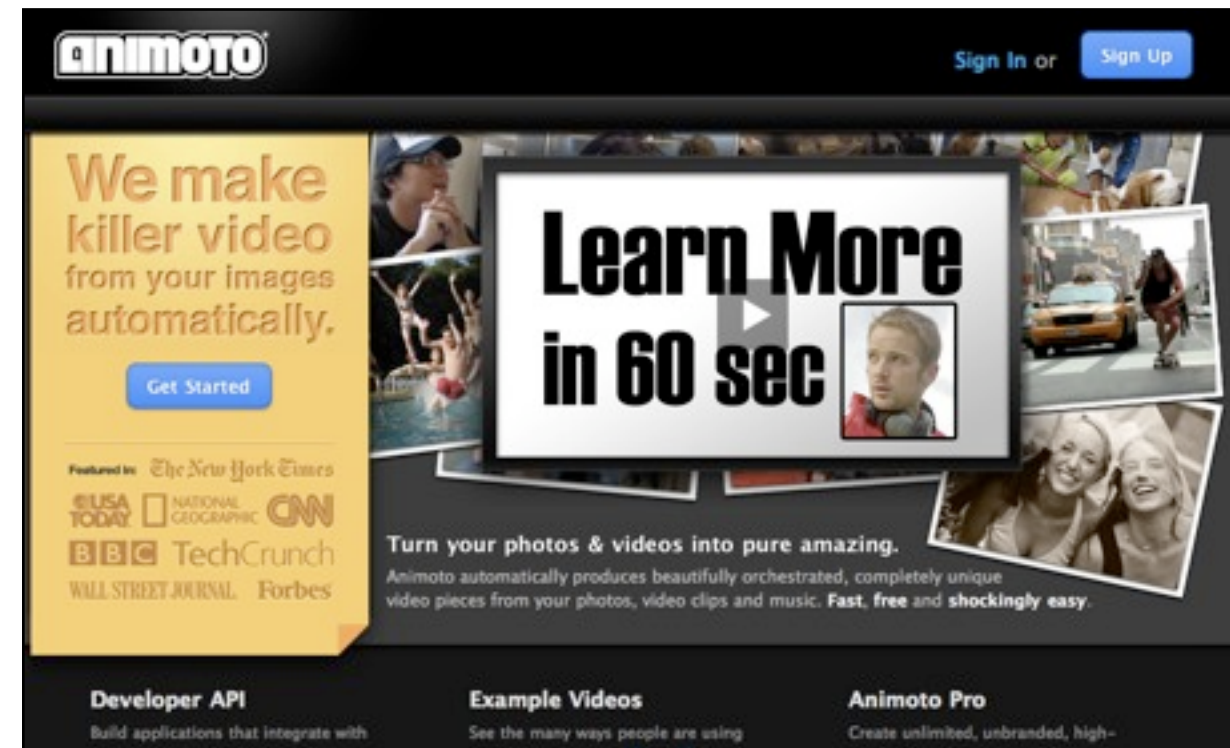 animoto
Sign In or
Sign Up
We make
killer video
from your images
automatically.
Get Started
Featured in: The New York Times
USA TODAY NATIONAL GEOGRAPHIC CNN
BBC TechCrunch
WALL STREET JOURNAL Forbes
Learn More
in 60 sec
Turn your photos & videos into pure amazing.
Animoto automatically produces beautifully orchestrated, completely unique
video pieces from your photos, video clips and music. Fast, free and shockingly easy.
Developer API
Build applications that integrate with
Example Videos
See the many ways people are using
Animoto Pro
Create unlimited, unbranded, high-